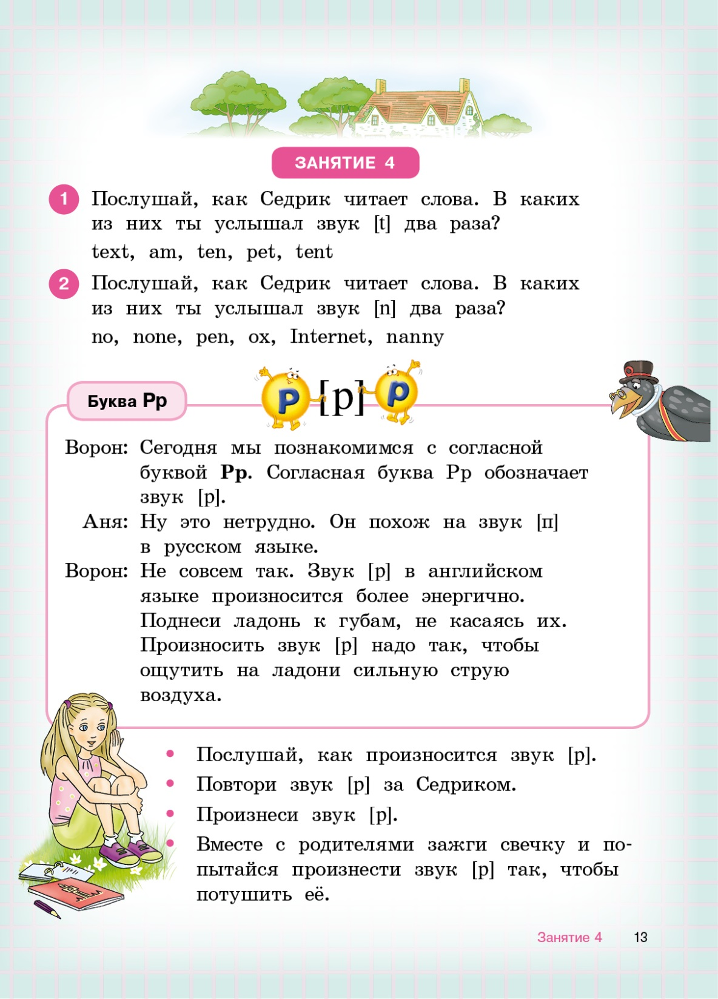 ЗАНЯТИЕ 4
1 Послушай, как Седрик читает слова. В каких
из них ты услышал звук [t] два раза?
text, am, ten, pet, tent
2 Послушай, как Седрик читает слова. В каких
из них ты услышал звук [n] два раза?
no, none, pen, ox, Internet, nanny
Буква Pp P [p] p
Ворон: Сегодня мы познакомимся с согласной
буквой Pp. Согласная буква Pp обозначает
звук [p].
Аня: Ну это нетрудно. Он похож на звук [п]
в русском языке.
Ворон: Не совсем так. Звук [p] в английском
языке произносится более энергично.
Поднеси ладонь к губам, не касаясь их.
Произносить звук [p] надо так, чтобы
ощутить на ладони сильную струю
воздуха.
• Послушай, как произносится звук [p].
• Повтори звук [p] за Седриком.
• Произнеси звук [p].
• Вместе с родителями зажги свечку и по-
пытайся произнести звук [p] так, чтобы
потушить её.
Занятие 4 13